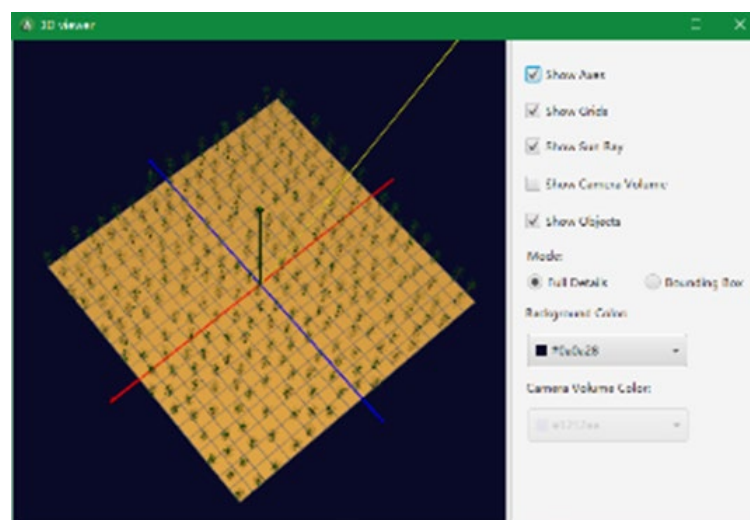 3D viewer
Show Axes
Show Grids
Show Sun Ray
Show Camera Volume
Show Objects
Mode:
Full Details
Bounding Box
Background Color:
Camera Volume Color: